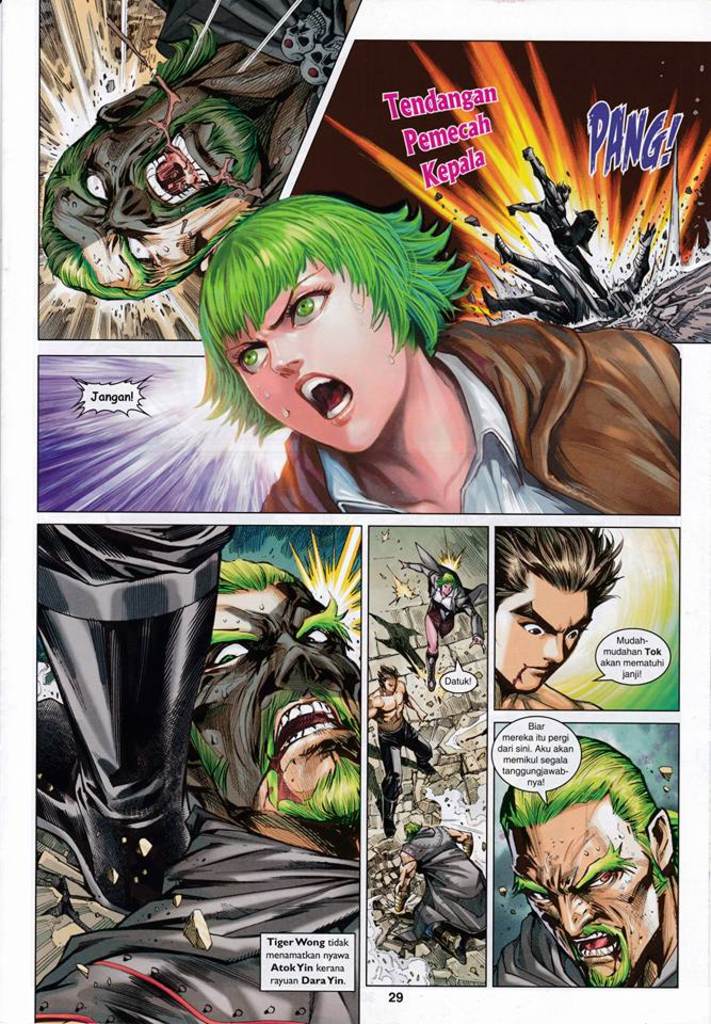 Tendangan
Pemecah
Kepala
PANG!
Jangan!
Tiger Wong tidak
menamatkan nyawa
Atok Yin kerana
rayuan Dara Yin.
Datuk!
Mudah-
mudahan Tok
akan mematuhi
janji!
Biar
mereka itu pergi
dari sini. Aku akan
memikul segala
tanggungjawab-
nya!
29